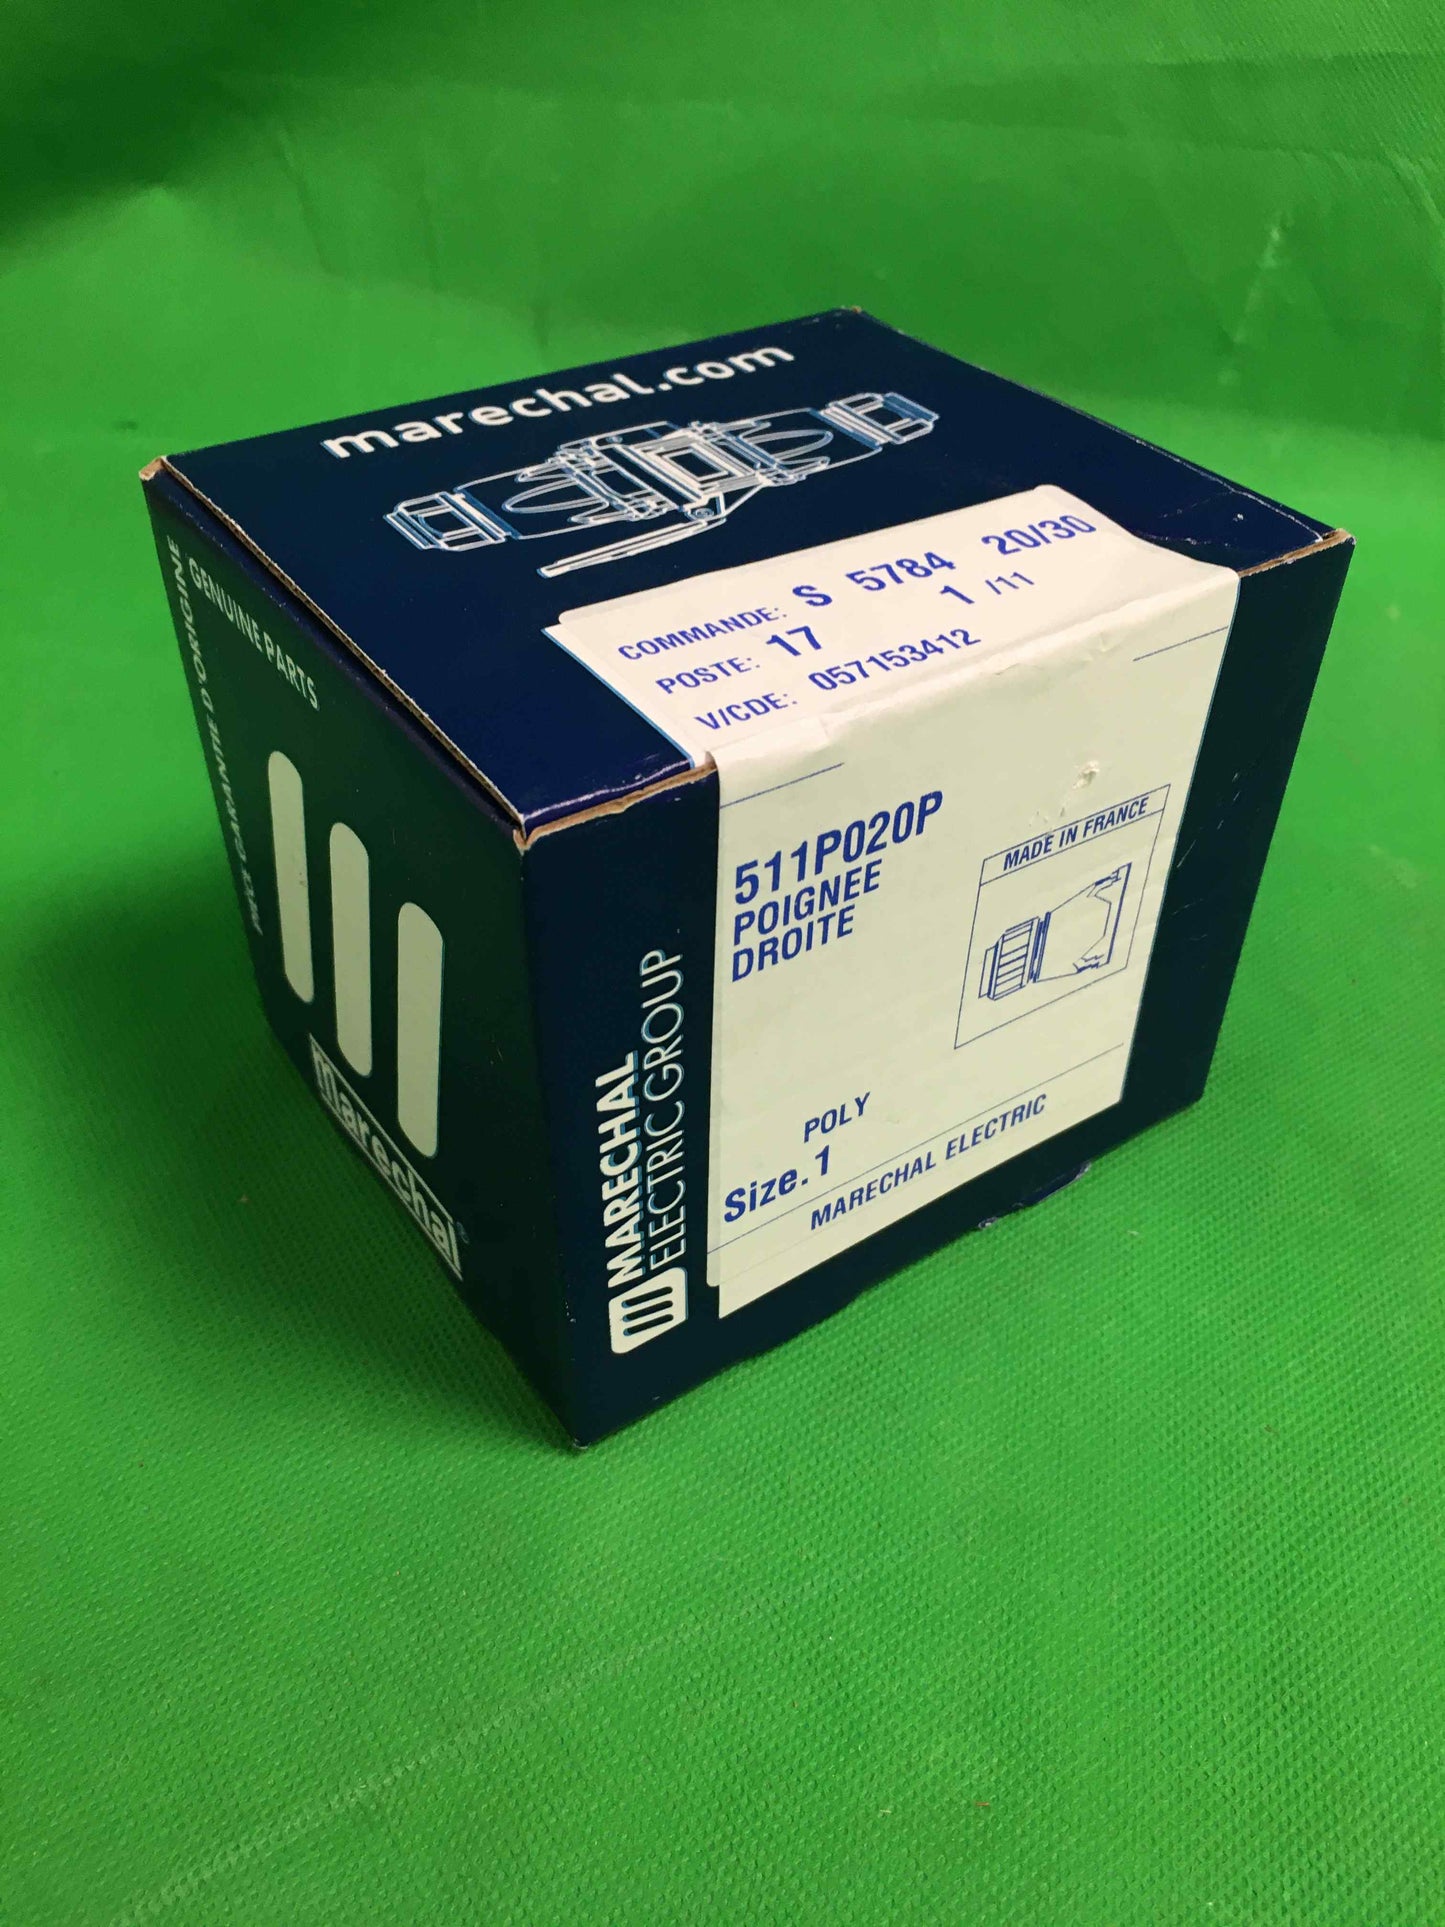 marechal.com
COMMANDE: S 5784 20/30
POSTE: 17 1 /11
V/CDE: 057153412
511P020P
POIGNEE
DROITE
MADE IN FRANCE
POLY
Size. 1
MARECHAL ELECTRIC
MARECHAL
ELECTRIC GROUP
GENUINE PARTS
PIECE GARANTIE D'ORIGINE
marechal®